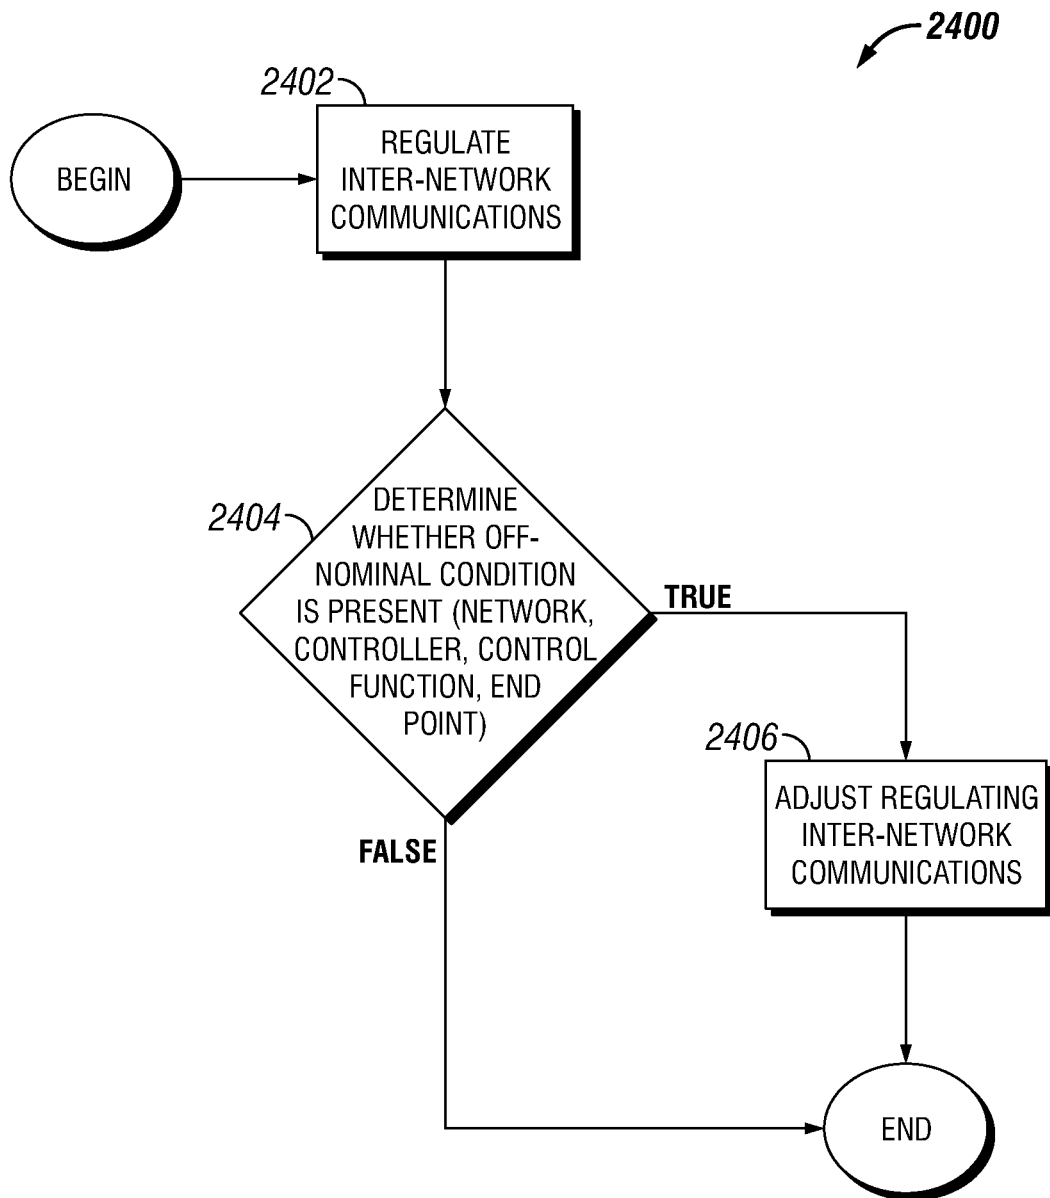 2400
2402
REGULATE
INTER-NETWORK
COMMUNICATIONS
BEGIN
2404
DETERMINE
WHETHER OFF-
NOMINAL CONDITION
IS PRESENT (NETWORK,
CONTROLLER, CONTROL
FUNCTION, END
POINT)
TRUE
FALSE
2406
ADJUST REGULATING
INTER-NETWORK
COMMUNICATIONS
END